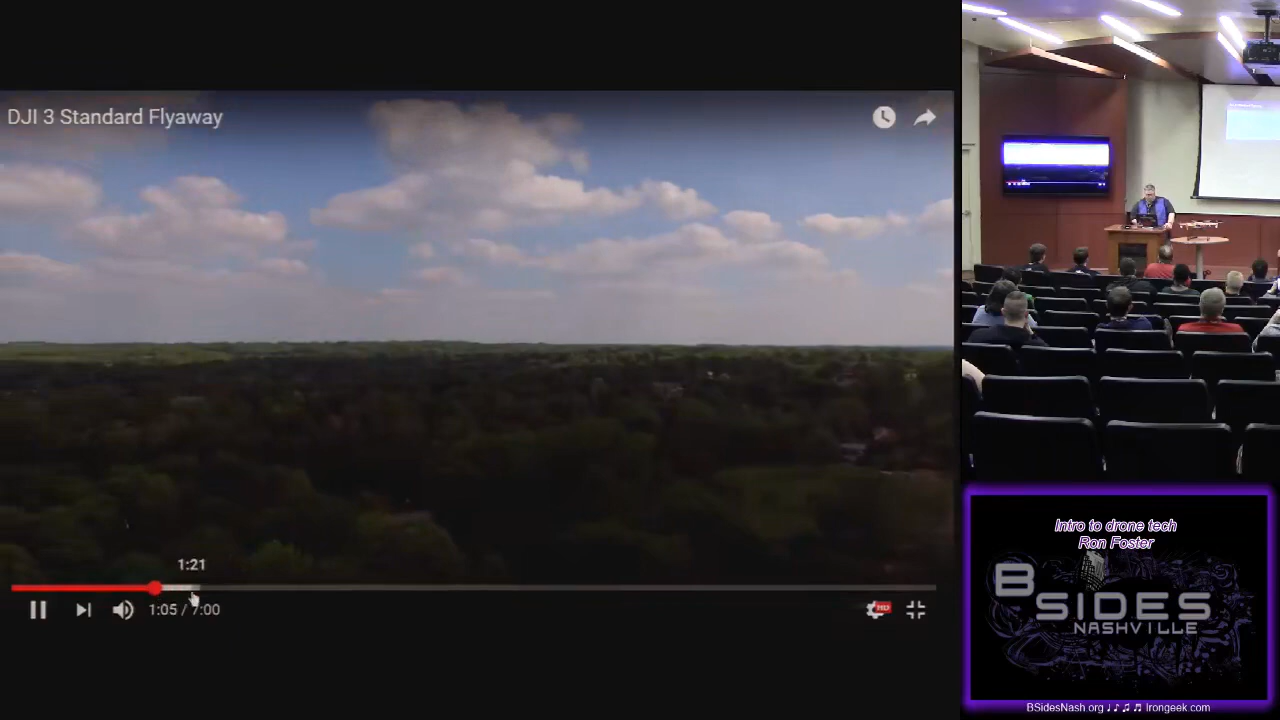 DJI 3 Standard Flyaway
1:21
1:05 / 7:00
HD
Intro to drone tech
Ron Foster
BSIDES
NASHVILLE
BSidesNash.org ♩♪♫♬ Irongeek.com